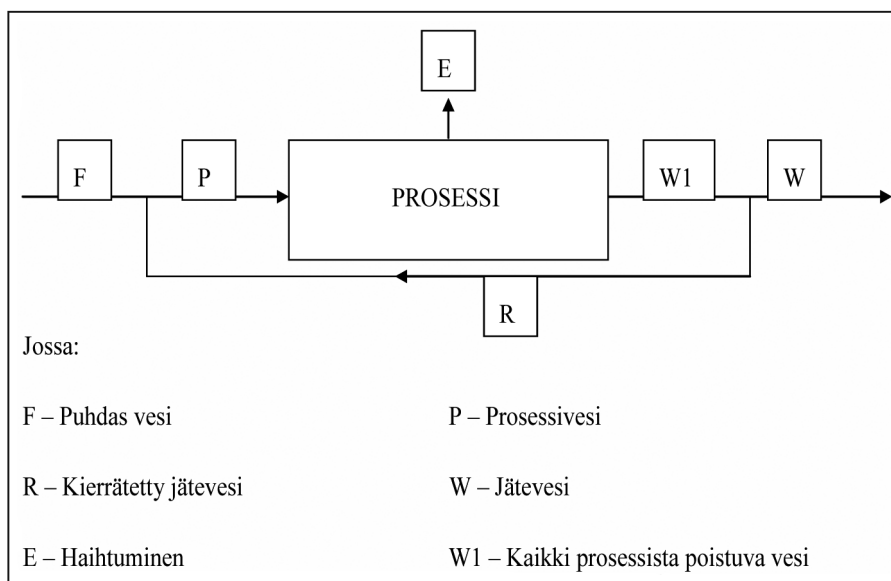 E
F
P
PROSESSI
W1
W
R
Jossa:
F – Puhdas vesi
P – Prosessivesi
R – Kierrätetty jätevesi
W – Jätevesi
E – Haihtuminen
W1 – Kaikki prosessista poistuva vesi